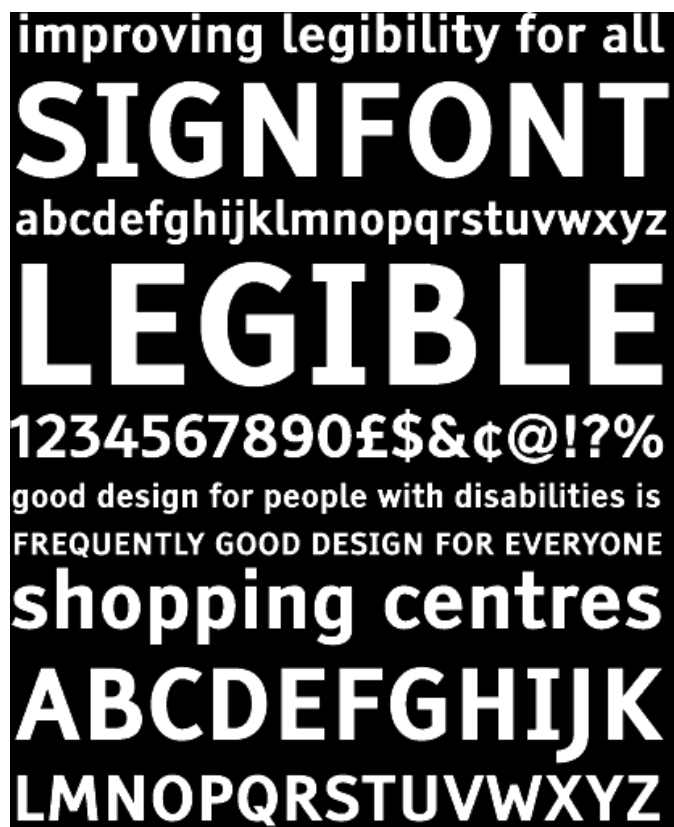 improving legibility for all
SIGNFONT
abcdefghijklmnopqrstuvwxyz
LEGIBLE
1234567890£$&¢@!?%
good design for people with disabilities is
FREQUENTLY GOOD DESIGN FOR EVERYONE
shopping centres
ABCDEFGHIJK
LMNOPQRSTUVWXYZ